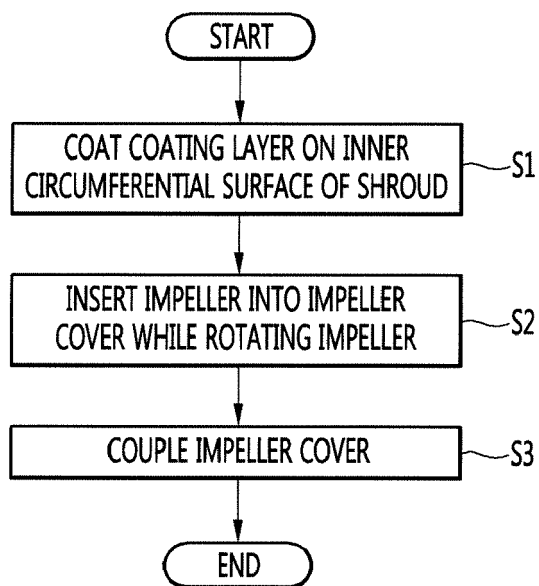 START
COAT COATING LAYER ON INNER
CIRCUMFERENTIAL SURFACE OF SHROUD
S1
INSERT IMPELLER INTO IMPELLER
COVER WHILE ROTATING IMPELLER
S2
COUPLE IMPELLER COVER
S3
END